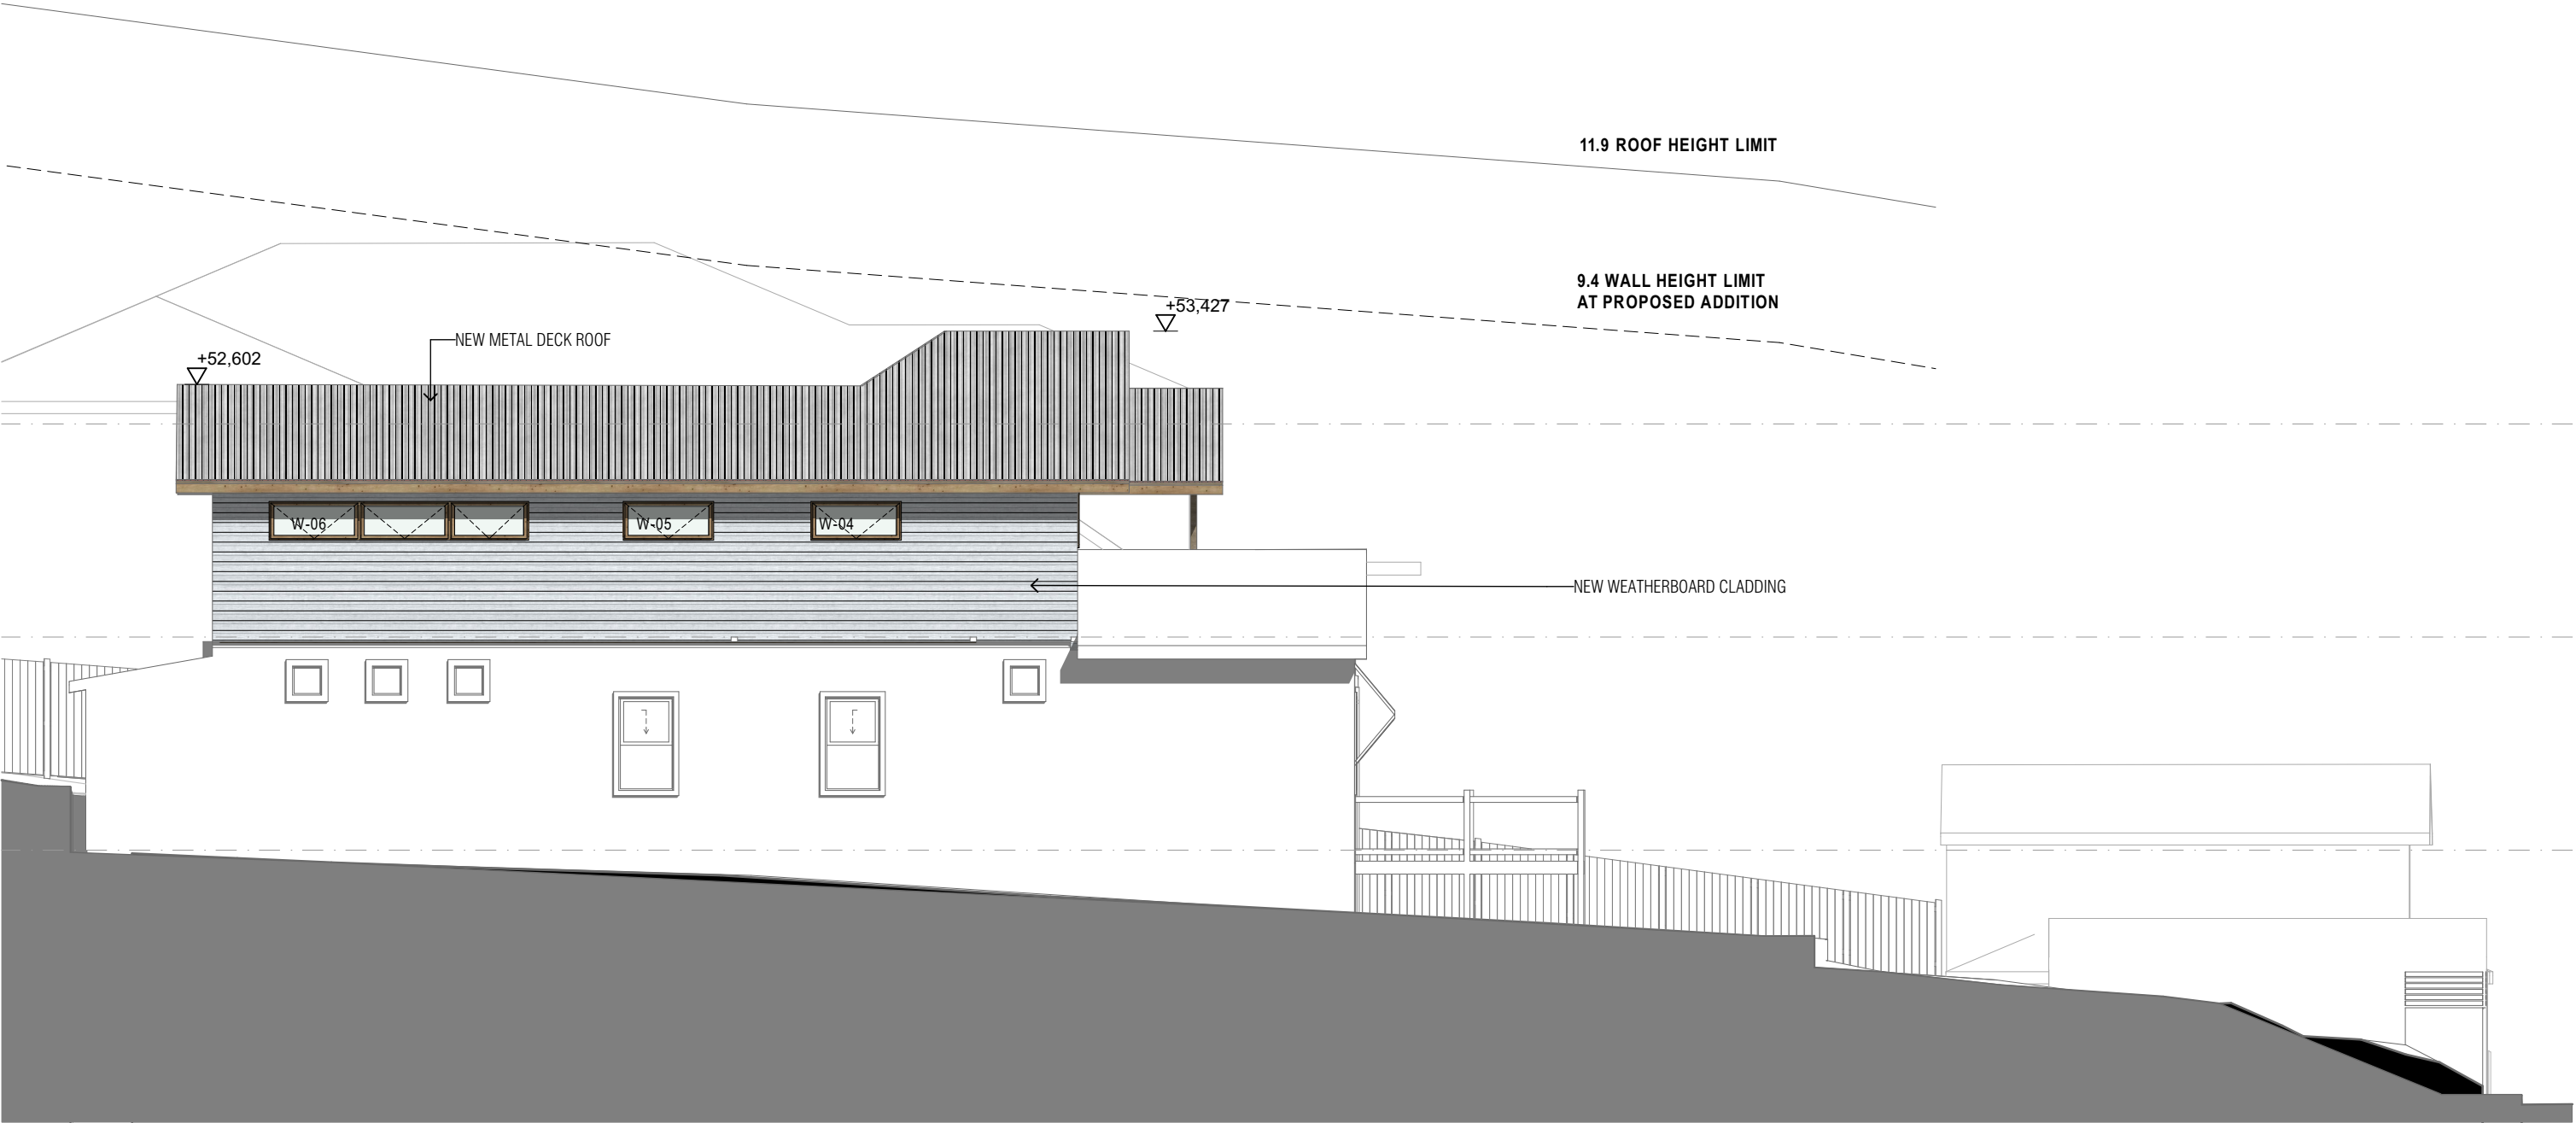 11.9 ROOF HEIGHT LIMIT
9.4 WALL HEIGHT LIMIT
AT PROPOSED ADDITION
+53,427
NEW METAL DECK ROOF
+52,602
W-06
W-05
W-04
NEW WEATHERBOARD CLADDING